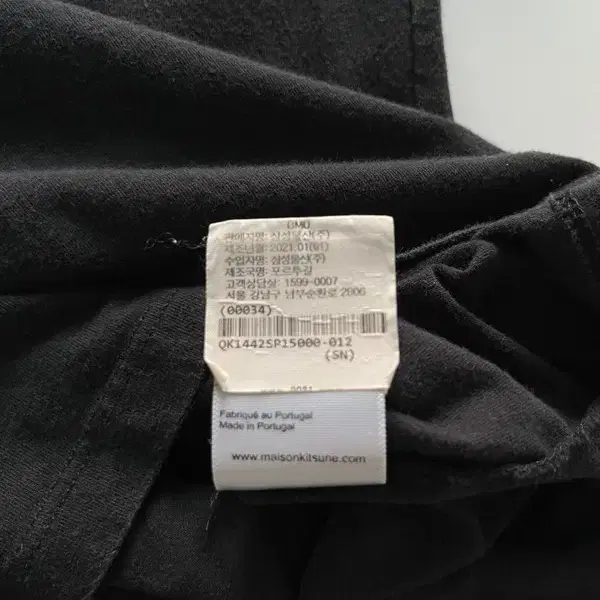 (SMU)
판매자명: 삼성물산(주)
제조년월: 2021.01(W)
수입자명: 삼성물산(주)
제조국명: 포르투갈
고객상담실: 1599-0007
서울 강남구 남부순환로 2806
(00034)
QK1442SP15000-012
(SN)
Fabriqué au Portugal
Made in Portugal
www.maisonkitsune.com